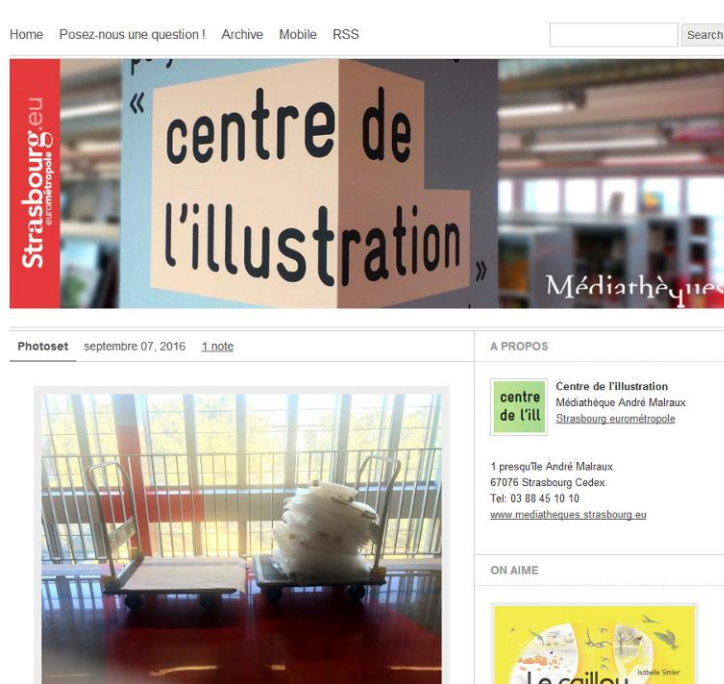 Home Posez-nous une question ! Archive Mobile RSS
Search
Strasbourg.eu
eurométropole
« centre de
l'illustration »
Médiathèques
Photoset septembre 07, 2016 1 note
A PROPOS
centre
de l'ill
Centre de l'illustration
Médiathèque André Malraux
Strasbourg eurométropole
1 presqu'île André Malraux
67076 Strasbourg Cedex
Tel: 03 88 45 10 10
www.mediatheques.strasbourg.eu
ON AIME
Isabelle Simler
Le caillou